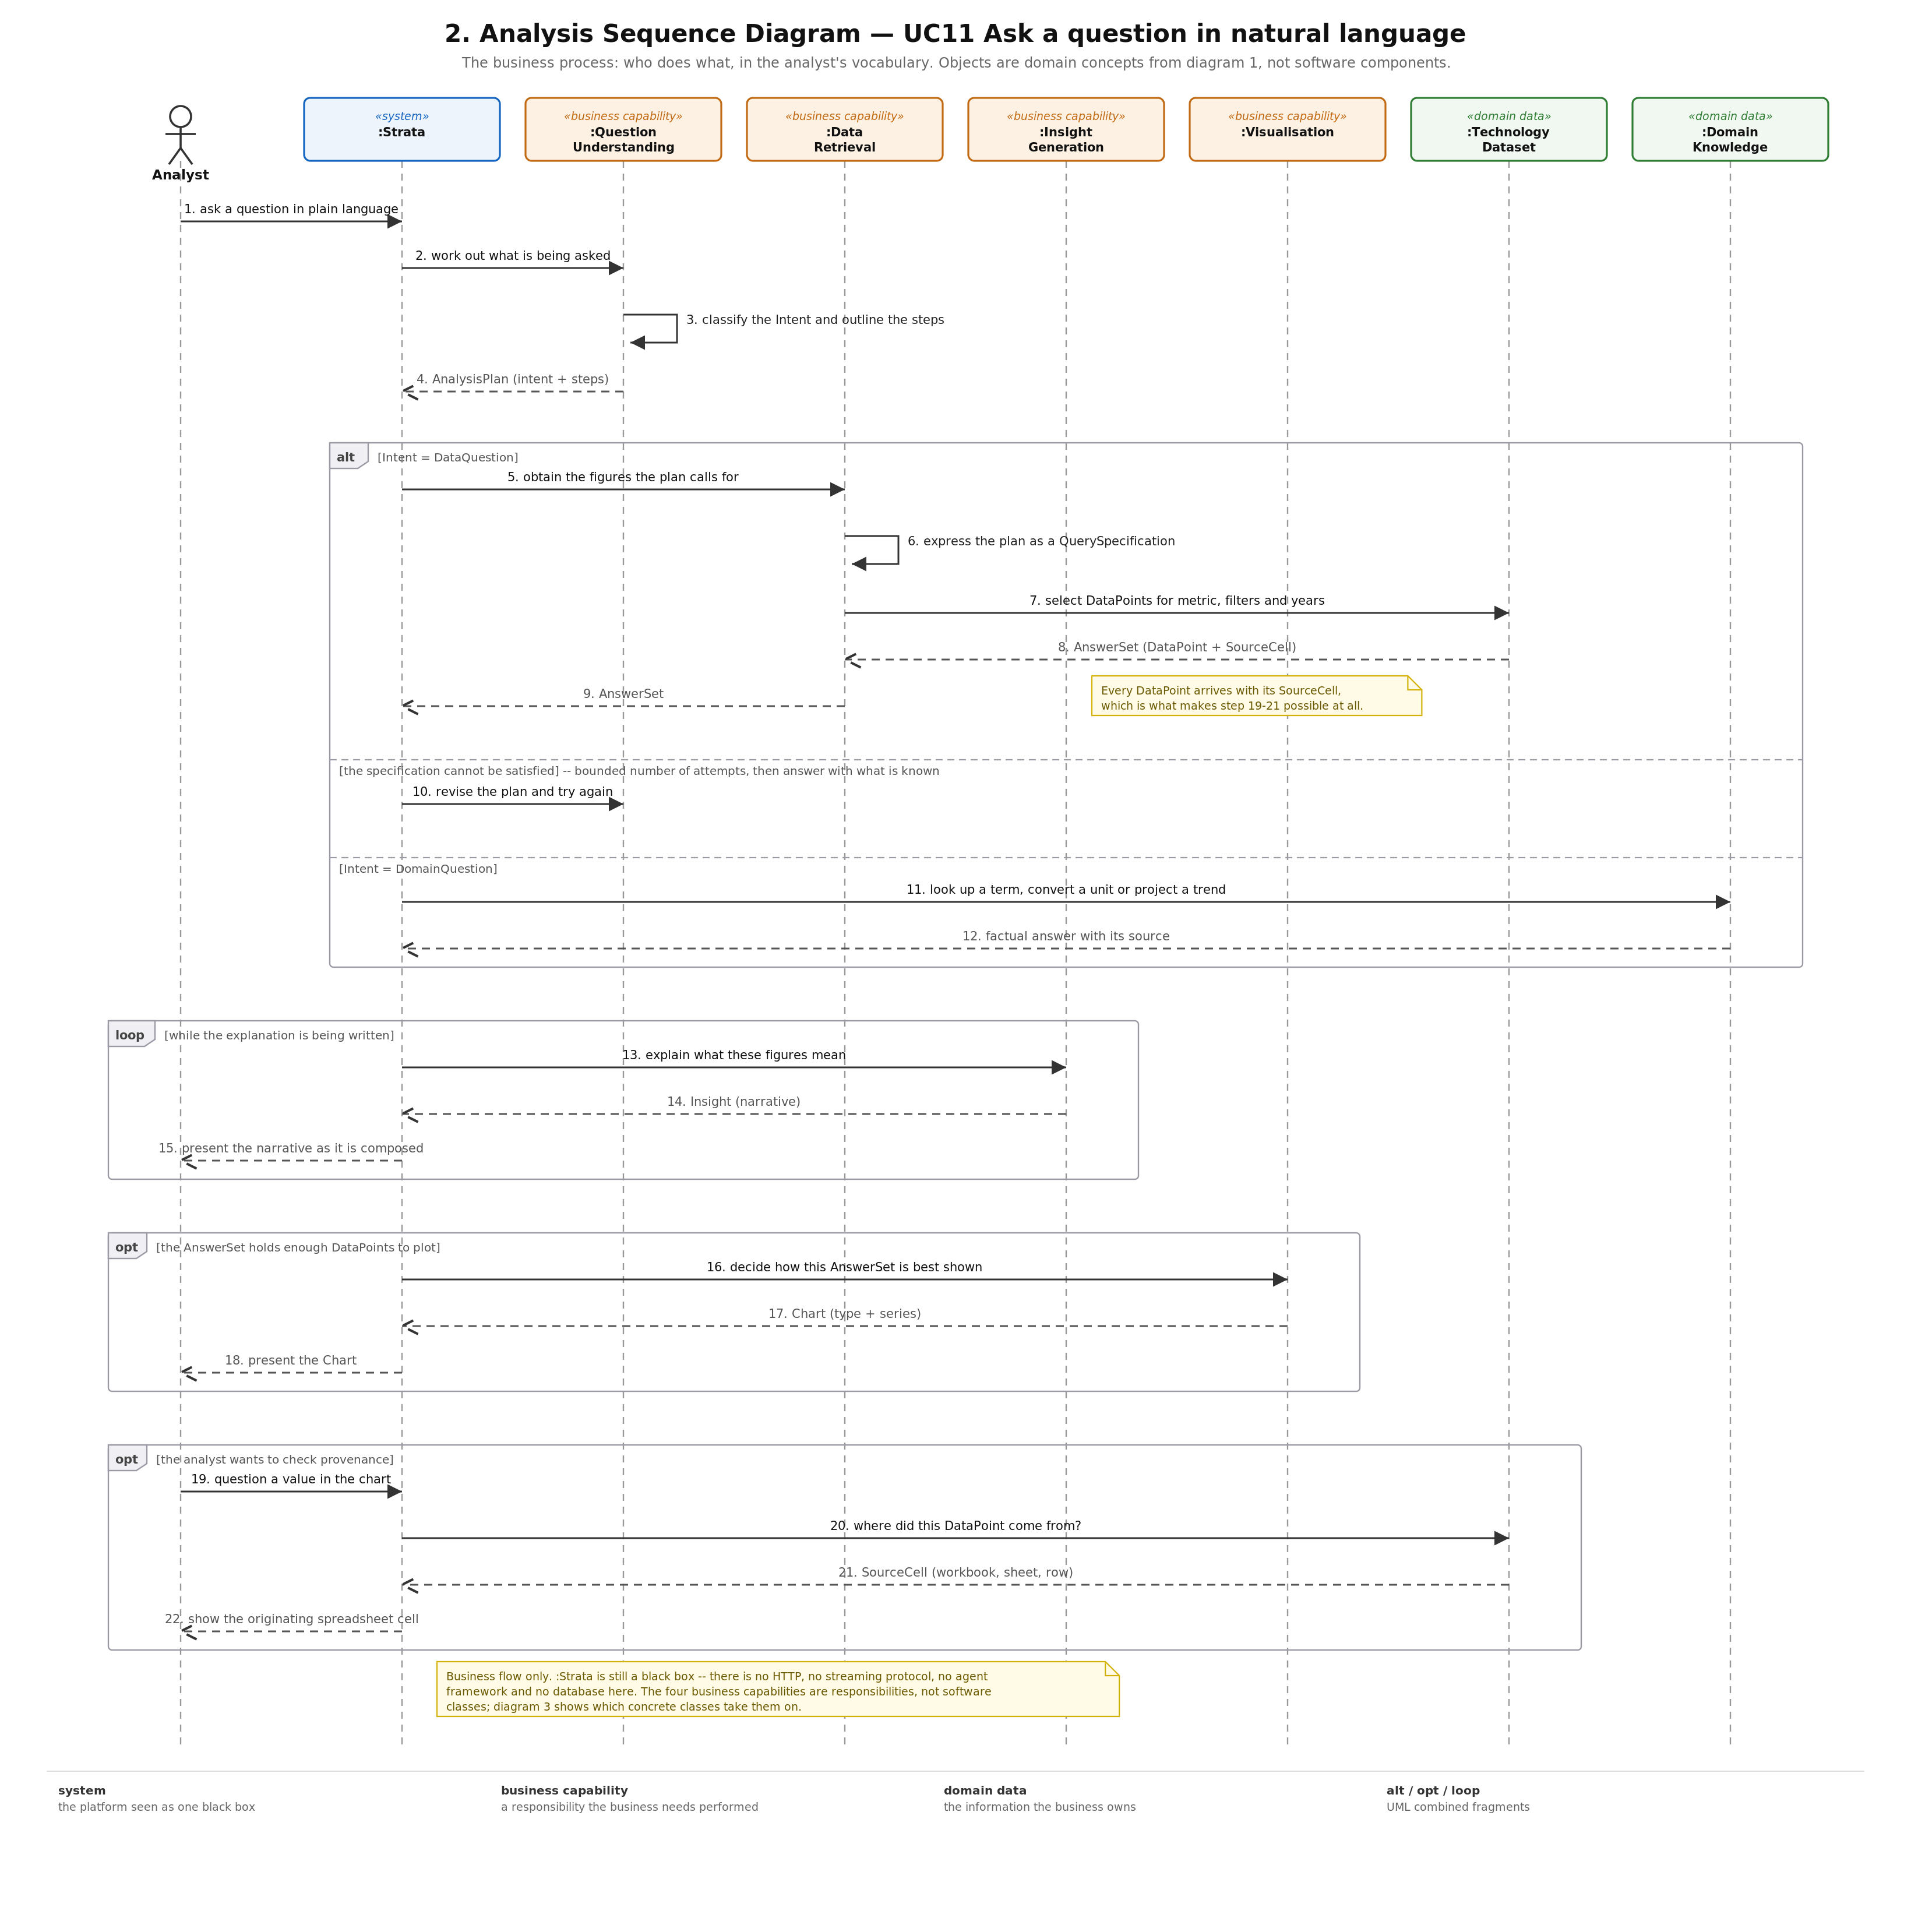 2. Analysis Sequence Diagram — UC11 Ask a question in natural language
The business process: who does what, in the analyst's vocabulary. Objects are domain concepts from diagram 1, not software components.
Analyst
«system»
:Strata
«business capability»
:Question
Understanding
«business capability»
:Data
Retrieval
«business capability»
:Insight
Generation
«business capability»
:Visualisation
«domain data»
:Technology
Dataset
«domain data»
:Domain
Knowledge
1. ask a question in plain language
2. work out what is being asked
3. classify the Intent and outline the steps
4. AnalysisPlan (intent + steps)
alt
[Intent = DataQuestion]
5. obtain the figures the plan calls for
6. express the plan as a QuerySpecification
7. select DataPoints for metric, filters and years
8. AnswerSet (DataPoint + SourceCell)
Every DataPoint arrives with its SourceCell,
which is what makes step 19-21 possible at all.
9. AnswerSet
[the specification cannot be satisfied] -- bounded number of attempts, then answer with what is known
10. revise the plan and try again
[Intent = DomainQuestion]
11. look up a term, convert a unit or project a trend
12. factual answer with its source
loop
[while the explanation is being written]
13. explain what these figures mean
14. Insight (narrative)
15. present the narrative as it is composed
opt
[the AnswerSet holds enough DataPoints to plot]
16. decide how this AnswerSet is best shown
17. Chart (type + series)
18. present the Chart
opt
[the analyst wants to check provenance]
19. question a value in the chart
20. where did this DataPoint come from?
21. SourceCell (workbook, sheet, row)
22. show the originating spreadsheet cell
Business flow only. :Strata is still a black box -- there is no HTTP, no streaming protocol, no agent
framework and no database here. The four business capabilities are responsibilities, not software
classes; diagram 3 shows which concrete classes take them on.
system
the platform seen as one black box
business capability
a responsibility the business needs performed
domain data
the information the business owns
alt / opt / loop
UML combined fragments